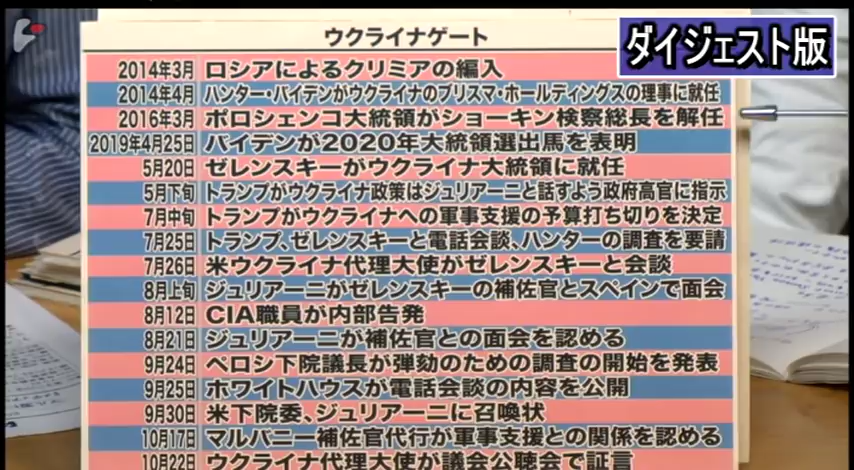 ウクライナゲート
ダイジェスト版
2014年3月 ロシアによるクリミアの編入
2014年4月 ハンター・バイデンがウクライナのブリスマ・ホールディングスの理事に就任
2016年3月 ポロシェンコ大統領がショーキン検察総長を解任
2019年4月25日 バイデンが2020年大統領選出馬を表明
5月20日 ゼレンスキーがウクライナ大統領に就任
5月下旬 トランプがウクライナ政策はジュリアーニと話すよう政府高官に指示
7月中旬 トランプがウクライナへの軍事支援の予算打ち切りを決定
7月25日 トランプ、ゼレンスキーと電話会談、ハンターの調査を要請
7月26日 米ウクライナ代理大使がゼレンスキーと会談
8月上旬 ジュリアーニがゼレンスキーの補佐官とスペインで面会
8月12日 CIA職員が内部告発
8月21日 ジュリアーニが補佐官との面会を認める
9月24日 ペロシ下院議長が弾劾のための調査の開始を発表
9月25日 ホワイトハウスが電話会談の内容を公開
9月30日 米下院委、ジュリアーニに召喚状
10月17日 マルバニー補佐官代行が軍事支援との関係を認める
10月22日 ウクライナ代理大使が議会公聴会で証言